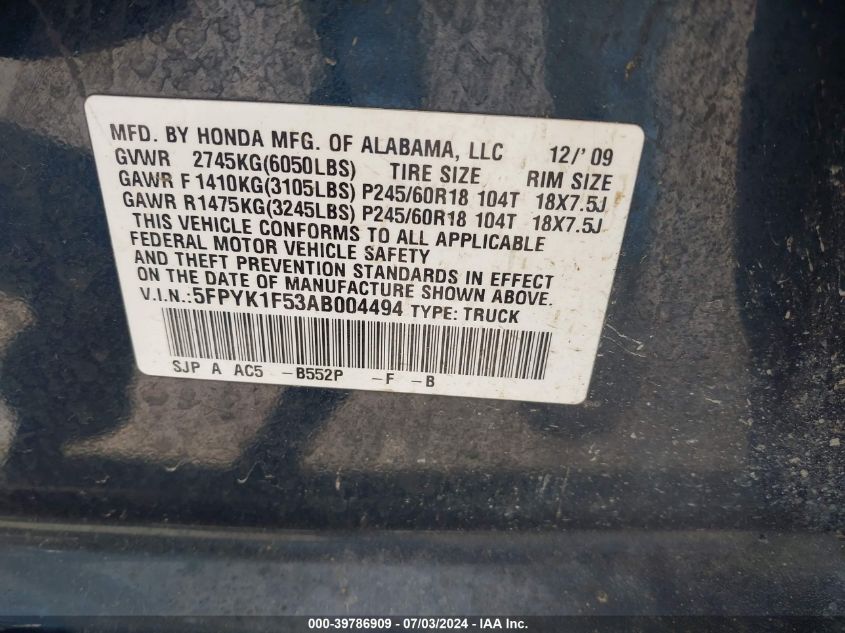 MFD. BY HONDA MFG. OF ALABAMA, LLC 12/'09
GVWR 2745KG(6050LBS) TIRE SIZE RIM SIZE
GAWR F1410KG(3105LBS) P245/60R18 104T 18X7.5J
GAWR R1475KG(3245LBS) P245/60R18 104T 18X7.5J
THIS VEHICLE CONFORMS TO ALL APPLICABLE
FEDERAL MOTOR VEHICLE SAFETY
AND THEFT PREVENTION STANDARDS IN EFFECT
ON THE DATE OF MANUFACTURE SHOWN ABOVE.
V.I.N.:5FPYK1F53AB004494 TYPE: TRUCK
SJP A AC5 -B552P -F -B
000-39786909 | 07/03/2024 | IAA Inc.